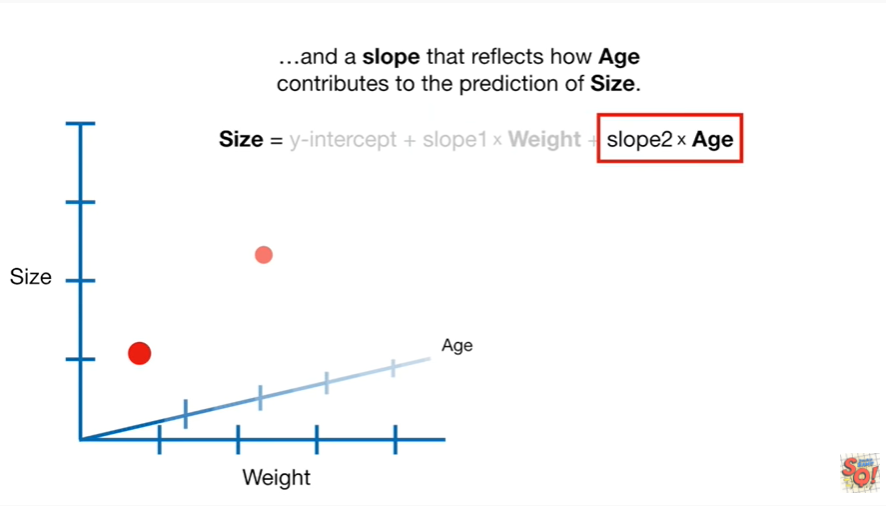 ...and a slope that reflects how Age
contributes to the prediction of Size.
Size = y-intercept + slope1 × Weight + slope2 × Age
Size
Age
Weight
SQ!